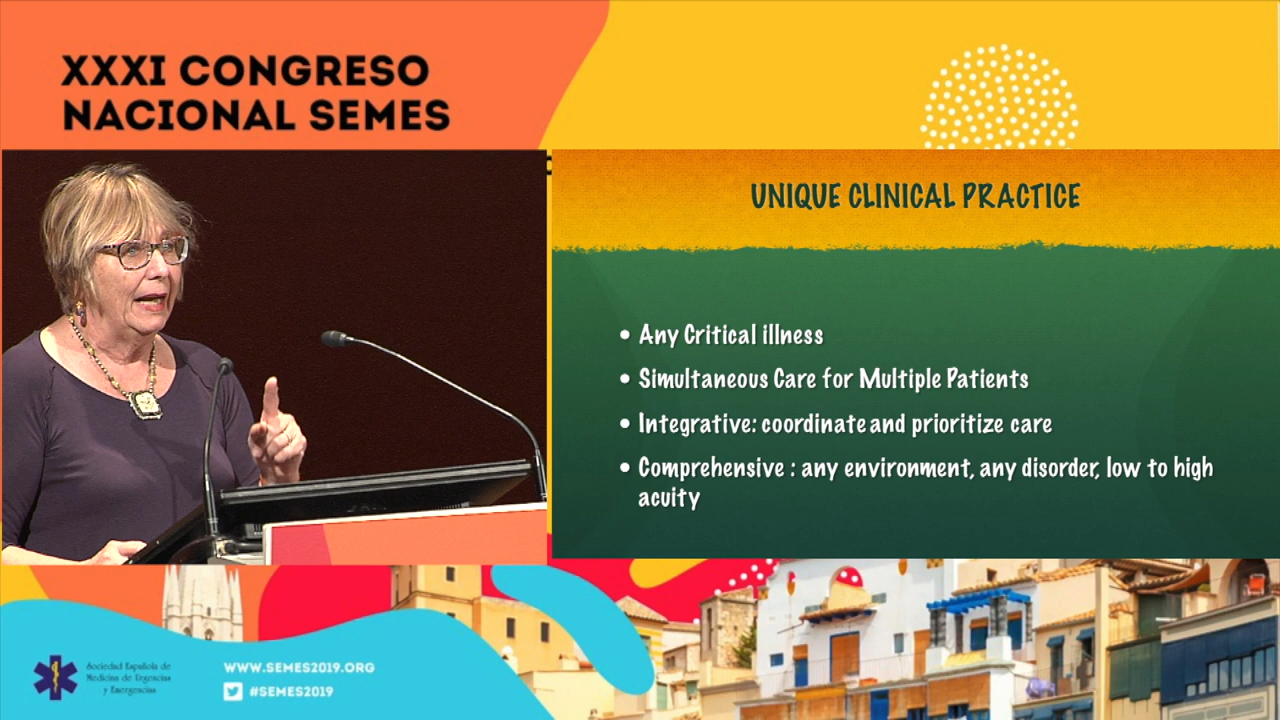 XXXI CONGRESO
NACIONAL SEMES
UNIQUE CLINICAL PRACTICE
• Any Critical illness
• Simultaneous Care for Multiple Patients
• Integrative: coordinate and prioritize care
• Comprehensive : any environment, any disorder, low to high
acuity
Sociedad Española de
Medicina de Urgencias
y Emergencias
WWW.SEMES2019.ORG
#SEMES2019